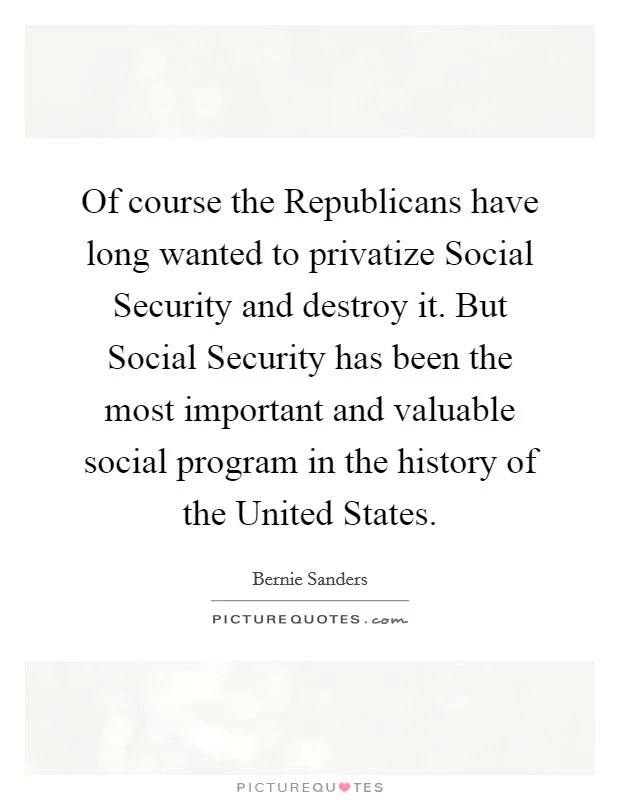 Of course the Republicans have
long wanted to privatize Social
Security and destroy it. But
Social Security has been the
most important and valuable
social program in the history of
the United States.
Bernie Sanders
PICTUREQUOTES.com
PICTUREQUOTES